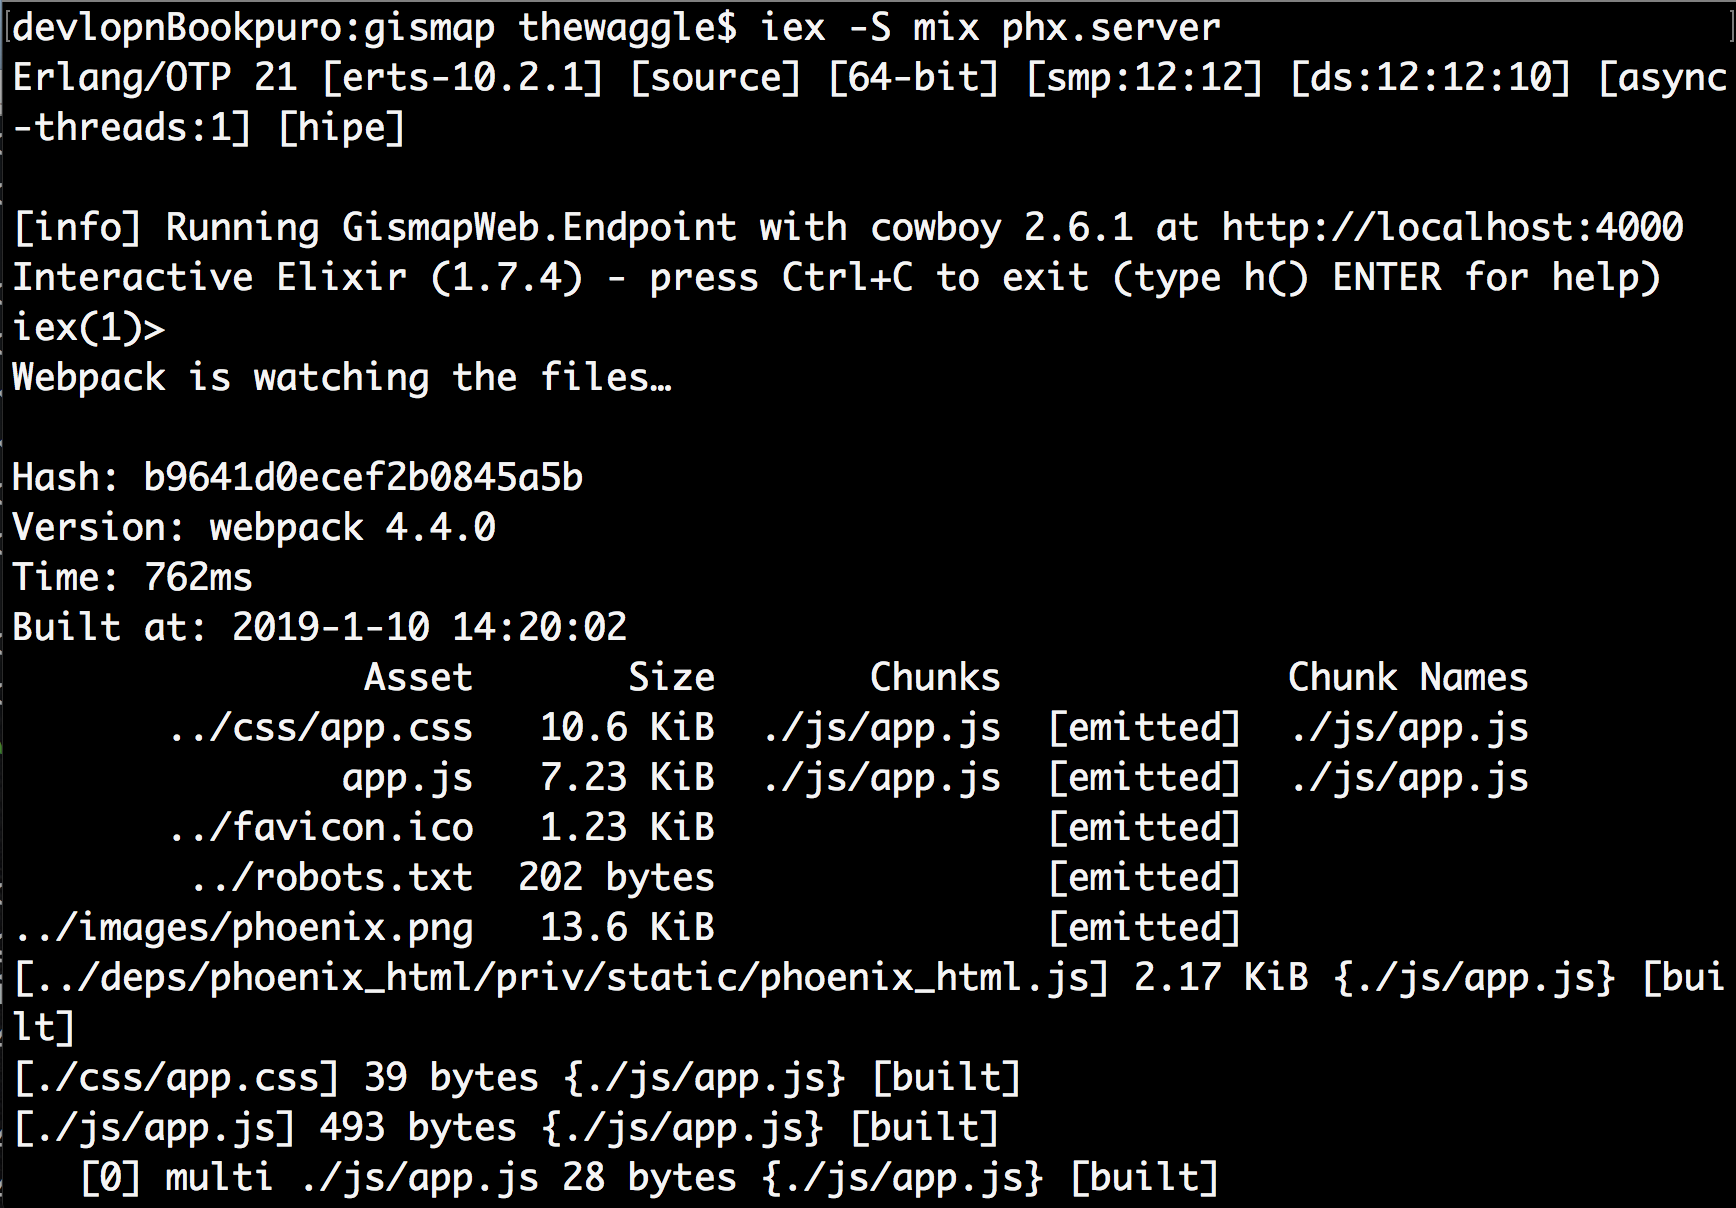 [devlopnBookpuro:gismap thewaggle$ iex -S mix phx.server ]
Erlang/OTP 21 [erts-10.2.1] [source] [64-bit] [smp:12:12] [ds:12:12:10] [async
-threads:1] [hipe]
[info] Running GismapWeb.Endpoint with cowboy 2.6.1 at http://localhost:4000
Interactive Elixir (1.7.4) - press Ctrl+C to exit (type h() ENTER for help)
iex(1)>
Webpack is watching the files…
Hash: b9641d0ecef2b0845a5b
Version: webpack 4.4.0
Time: 762ms
Built at: 2019-1-10 14:20:02
Asset Size Chunks Chunk Names
../css/app.css 10.6 KiB ./js/app.js [emitted] ./js/app.js
app.js 7.23 KiB ./js/app.js [emitted] ./js/app.js
../favicon.ico 1.23 KiB [emitted]
../robots.txt 202 bytes [emitted]
../images/phoenix.png 13.6 KiB [emitted]
[../deps/phoenix_html/priv/static/phoenix_html.js] 2.17 KiB {./js/app.js} [bui
lt]
[./css/app.css] 39 bytes {./js/app.js} [built]
[./js/app.js] 493 bytes {./js/app.js} [built]
[0] multi ./js/app.js 28 bytes {./js/app.js} [built]